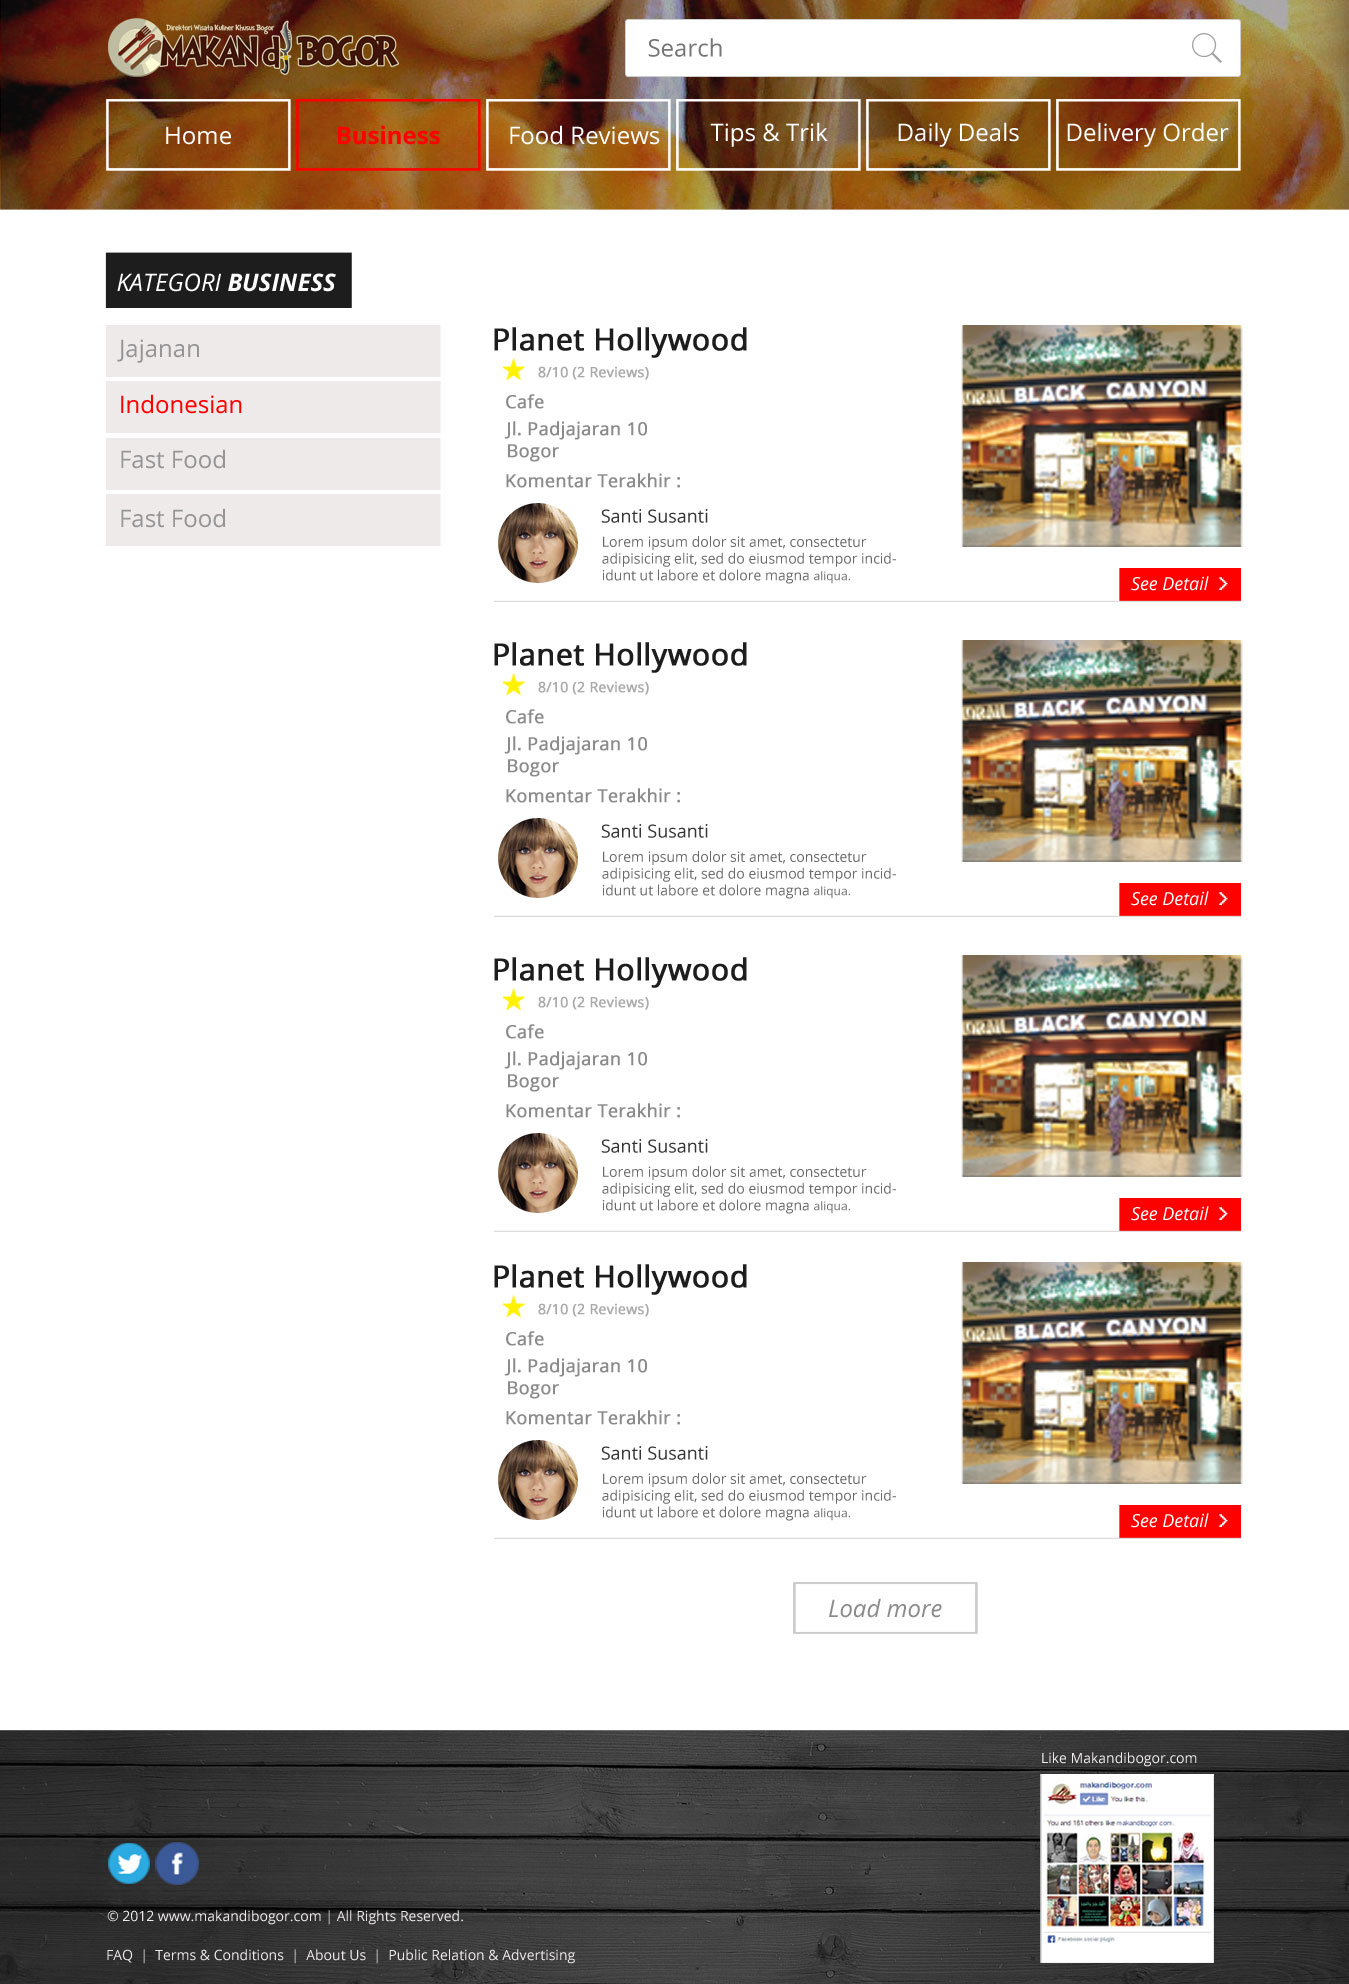 Direktori Wisata Kuliner Khusus Bogor
MAKAN di BOGOR
Search
Home
Business
Food Reviews
Tips & Trik
Daily Deals
Delivery Order
KATEGORI BUSINESS
Jajanan
Indonesian
Fast Food
Fast Food
Planet Hollywood
8/10 (2 Reviews)
Cafe
Jl. Padjajaran 10
Bogor
Komentar Terakhir :
Santi Susanti
Lorem ipsum dolor sit amet, consectetur
adipisicing elit, sed do eiusmod tempor incid-
idunt ut labore et dolore magna aliqua.
BLACK CANYON
See Detail
Planet Hollywood
8/10 (2 Reviews)
Cafe
Jl. Padjajaran 10
Bogor
Komentar Terakhir :
Santi Susanti
Lorem ipsum dolor sit amet, consectetur
adipisicing elit, sed do eiusmod tempor incid-
idunt ut labore et dolore magna aliqua.
BLACK CANYON
See Detail
Planet Hollywood
8/10 (2 Reviews)
Cafe
Jl. Padjajaran 10
Bogor
Komentar Terakhir :
Santi Susanti
Lorem ipsum dolor sit amet, consectetur
adipisicing elit, sed do eiusmod tempor incid-
idunt ut labore et dolore magna aliqua.
BLACK CANYON
See Detail
Planet Hollywood
8/10 (2 Reviews)
Cafe
Jl. Padjajaran 10
Bogor
Komentar Terakhir :
Santi Susanti
Lorem ipsum dolor sit amet, consectetur
adipisicing elit, sed do eiusmod tempor incid-
idunt ut labore et dolore magna aliqua.
BLACK CANYON
See Detail
Load more
Like Makandibogor.com
makandibogor.com
Like You like this.
You and 161 others like makandibogor.com.
Facebook social plugin
© 2012 www.makandibogor.com | All Rights Reserved.
FAQ | Terms & Conditions | About Us | Public Relation & Advertising